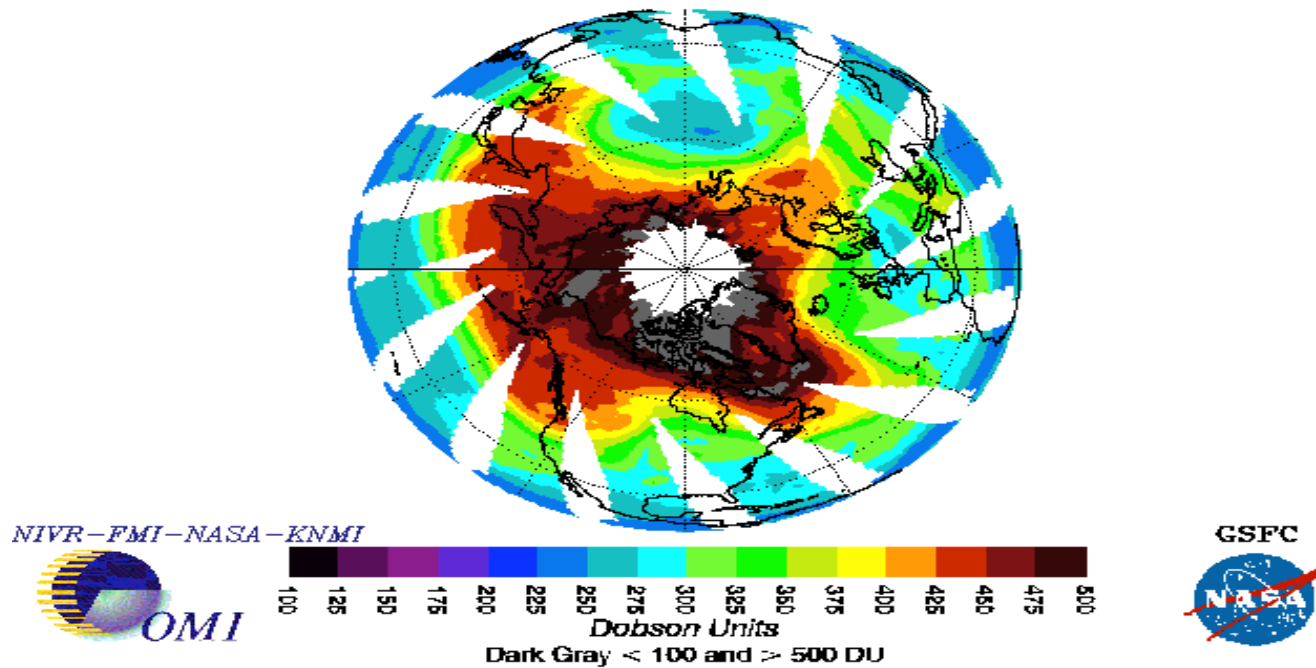 NIVR-FMI-NASA-KNMI
OMI
GSFC
NASA
100 125 150 175 200 225 250 275 300 325 350 375 400 425 450 475 500
Dobson Units
Dark Gray < 100 and > 500 DU